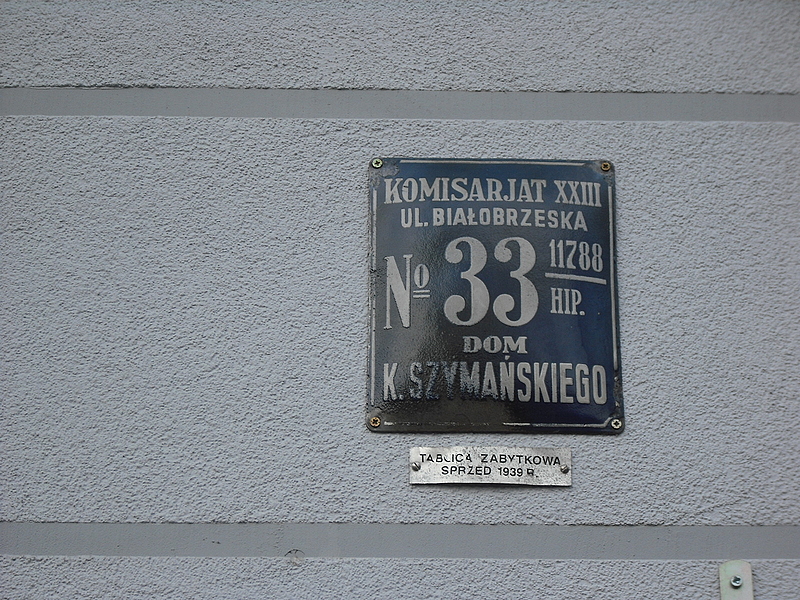 KOMISARJAT XXIII
UL. BIAŁOBRZESKA
No 33 11788
HIP.
DOM
K. SZYMAŃSKIEGO
TABLICA ZABYTKOWA
SPRZED 1939 R.